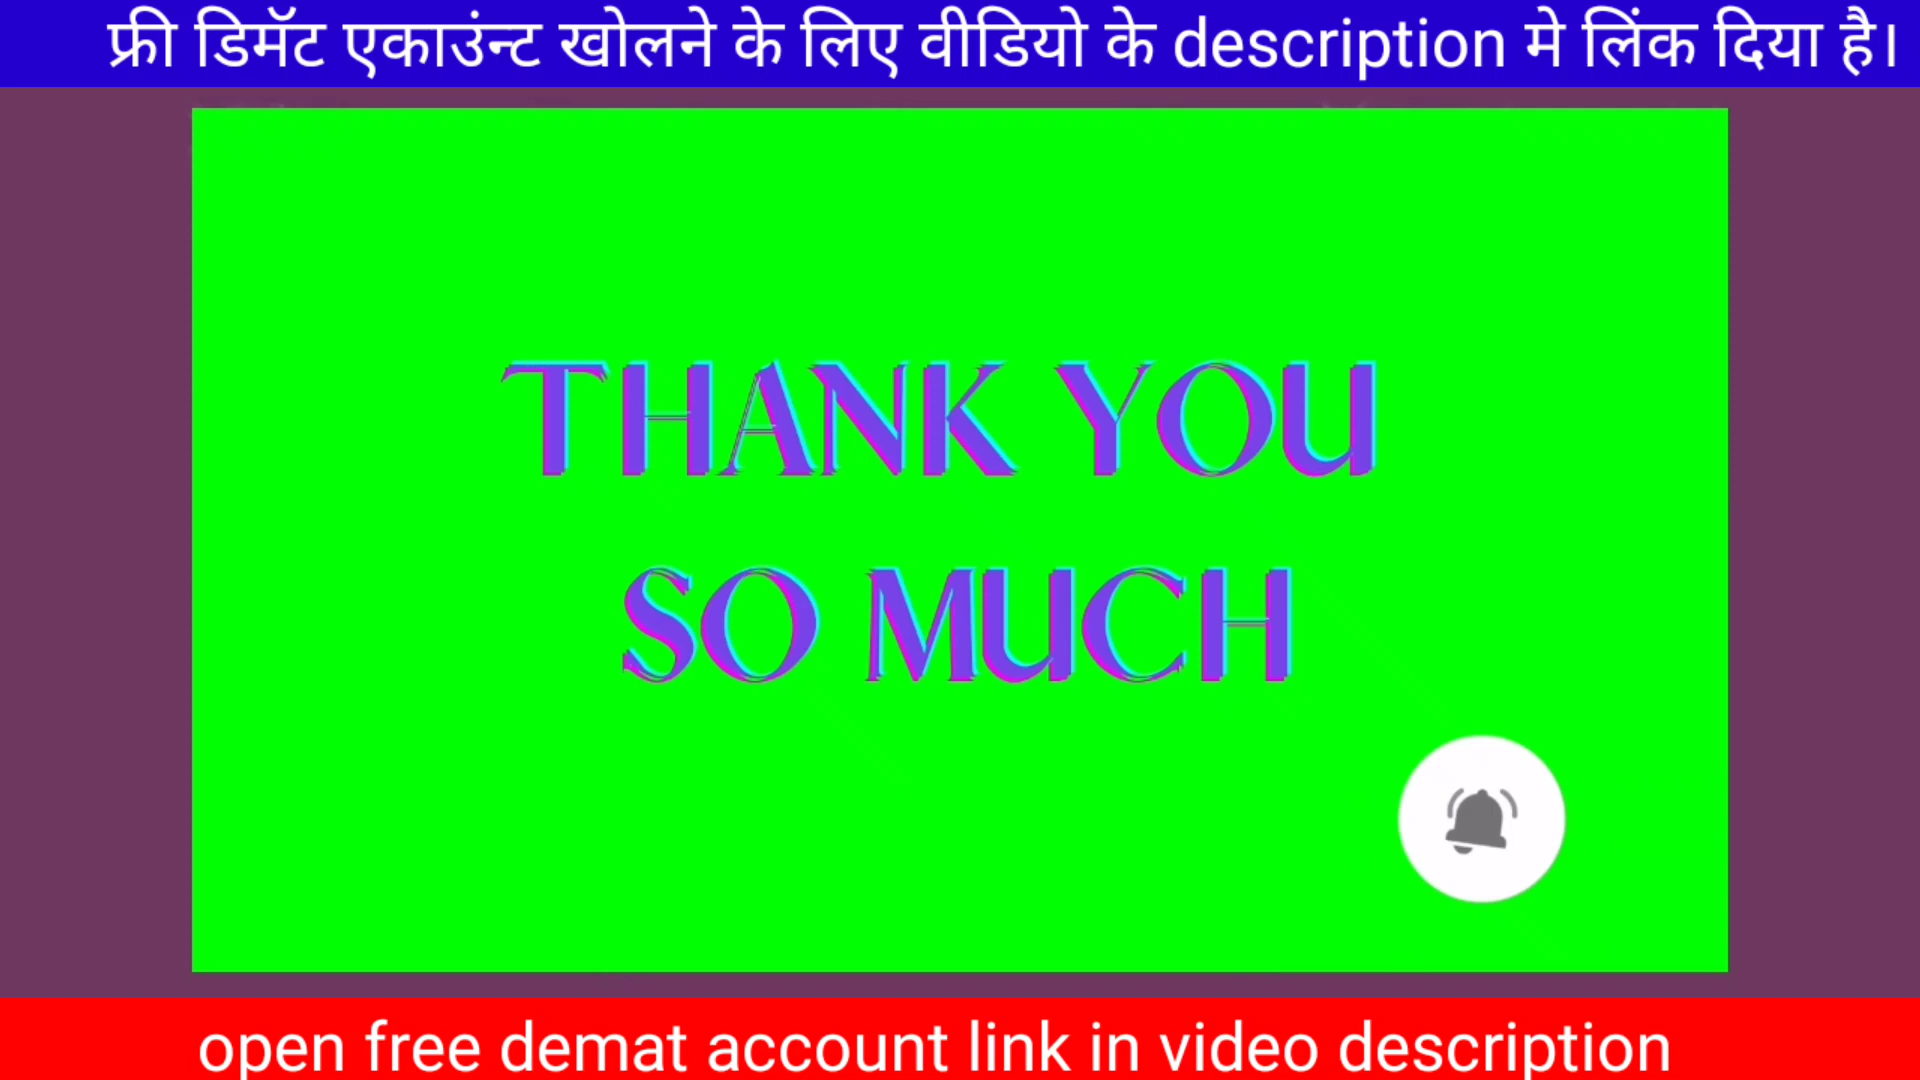 फ्री डिमॅट एकाउंन्ट खोलने के लिए वीडियो के description मे लिंक दिया है।
THANK YOU
SO MUCH
open free demat account link in video description